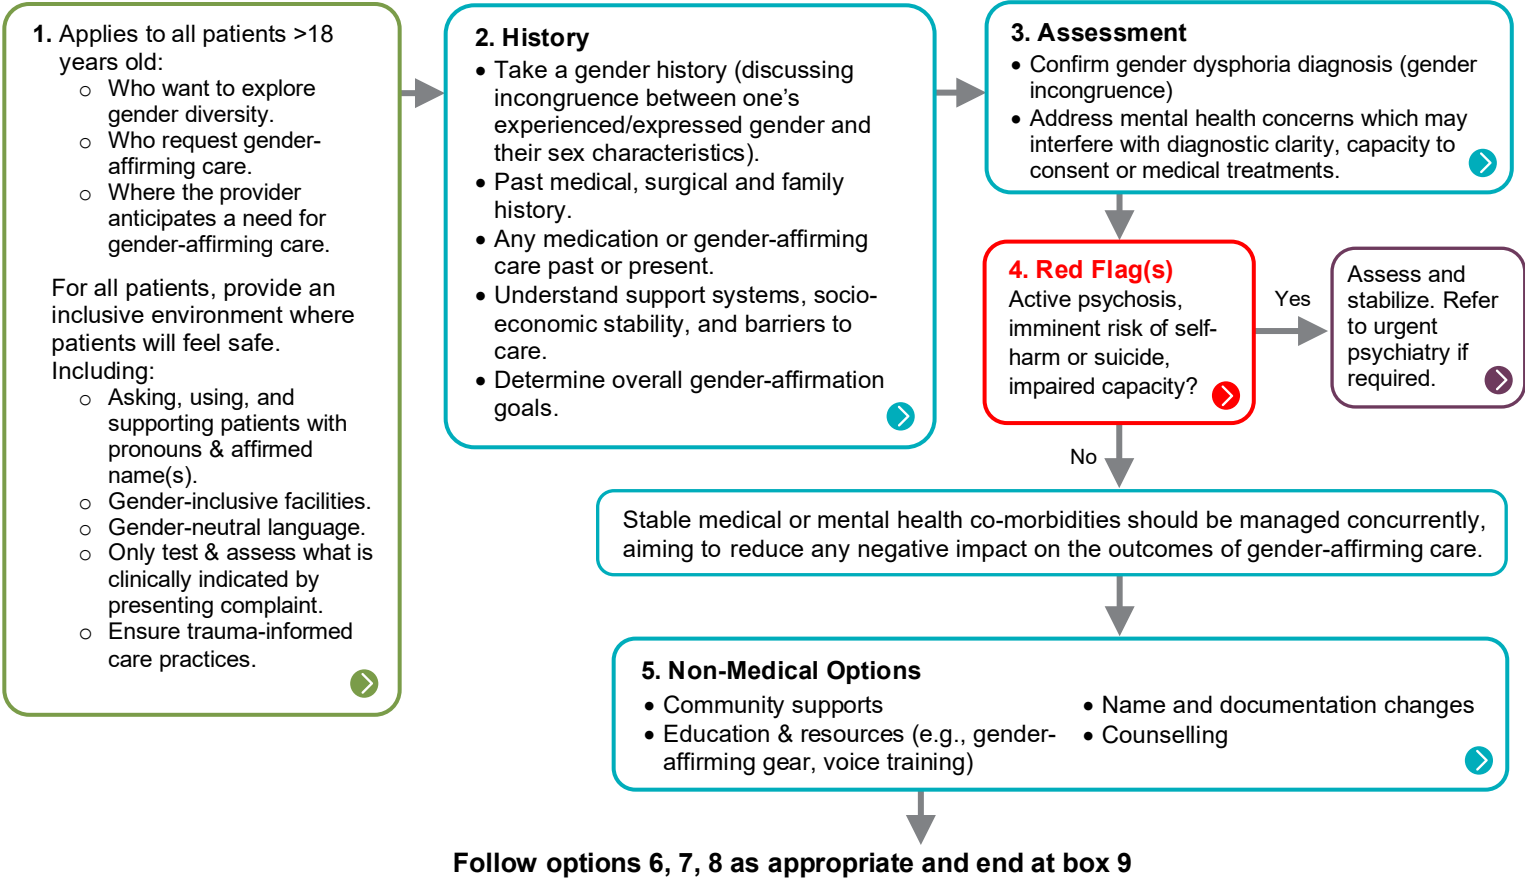 1. Applies to all patients >18
years old:
o Who want to explore
gender diversity.
o Who request gender-
affirming care.
o Where the provider
anticipates a need for
gender-affirming care.
For all patients, provide an
inclusive environment where
patients will feel safe.
Including:
o Asking, using, and
supporting patients with
pronouns & affirmed
name(s).
o Gender-inclusive facilities.
o Gender-neutral language.
o Only test & assess what is
clinically indicated by
presenting complaint.
o Ensure trauma-informed
care practices.
2. History
• Take a gender history (discussing
incongruence between one’s
experienced/expressed gender and
their sex characteristics).
• Past medical, surgical and family
history.
• Any medication or gender-affirming
care past or present.
• Understand support systems, socio-
economic stability, and barriers to
care.
• Determine overall gender-affirmation
goals.
3. Assessment
• Confirm gender dysphoria diagnosis (gender
incongruence)
• Address mental health concerns which may
interfere with diagnostic clarity, capacity to
consent or medical treatments.
4. Red Flag(s)
Active psychosis,
imminent risk of self-
harm or suicide,
impaired capacity?
Yes
Assess and
stabilize. Refer
to urgent
psychiatry if
required.
No
Stable medical or mental health co-morbidities should be managed concurrently,
aiming to reduce any negative impact on the outcomes of gender-affirming care.
5. Non-Medical Options
• Community supports
• Education & resources (e.g., gender-
affirming gear, voice training)
• Name and documentation changes
• Counselling
Follow options 6, 7, 8 as appropriate and end at box 9